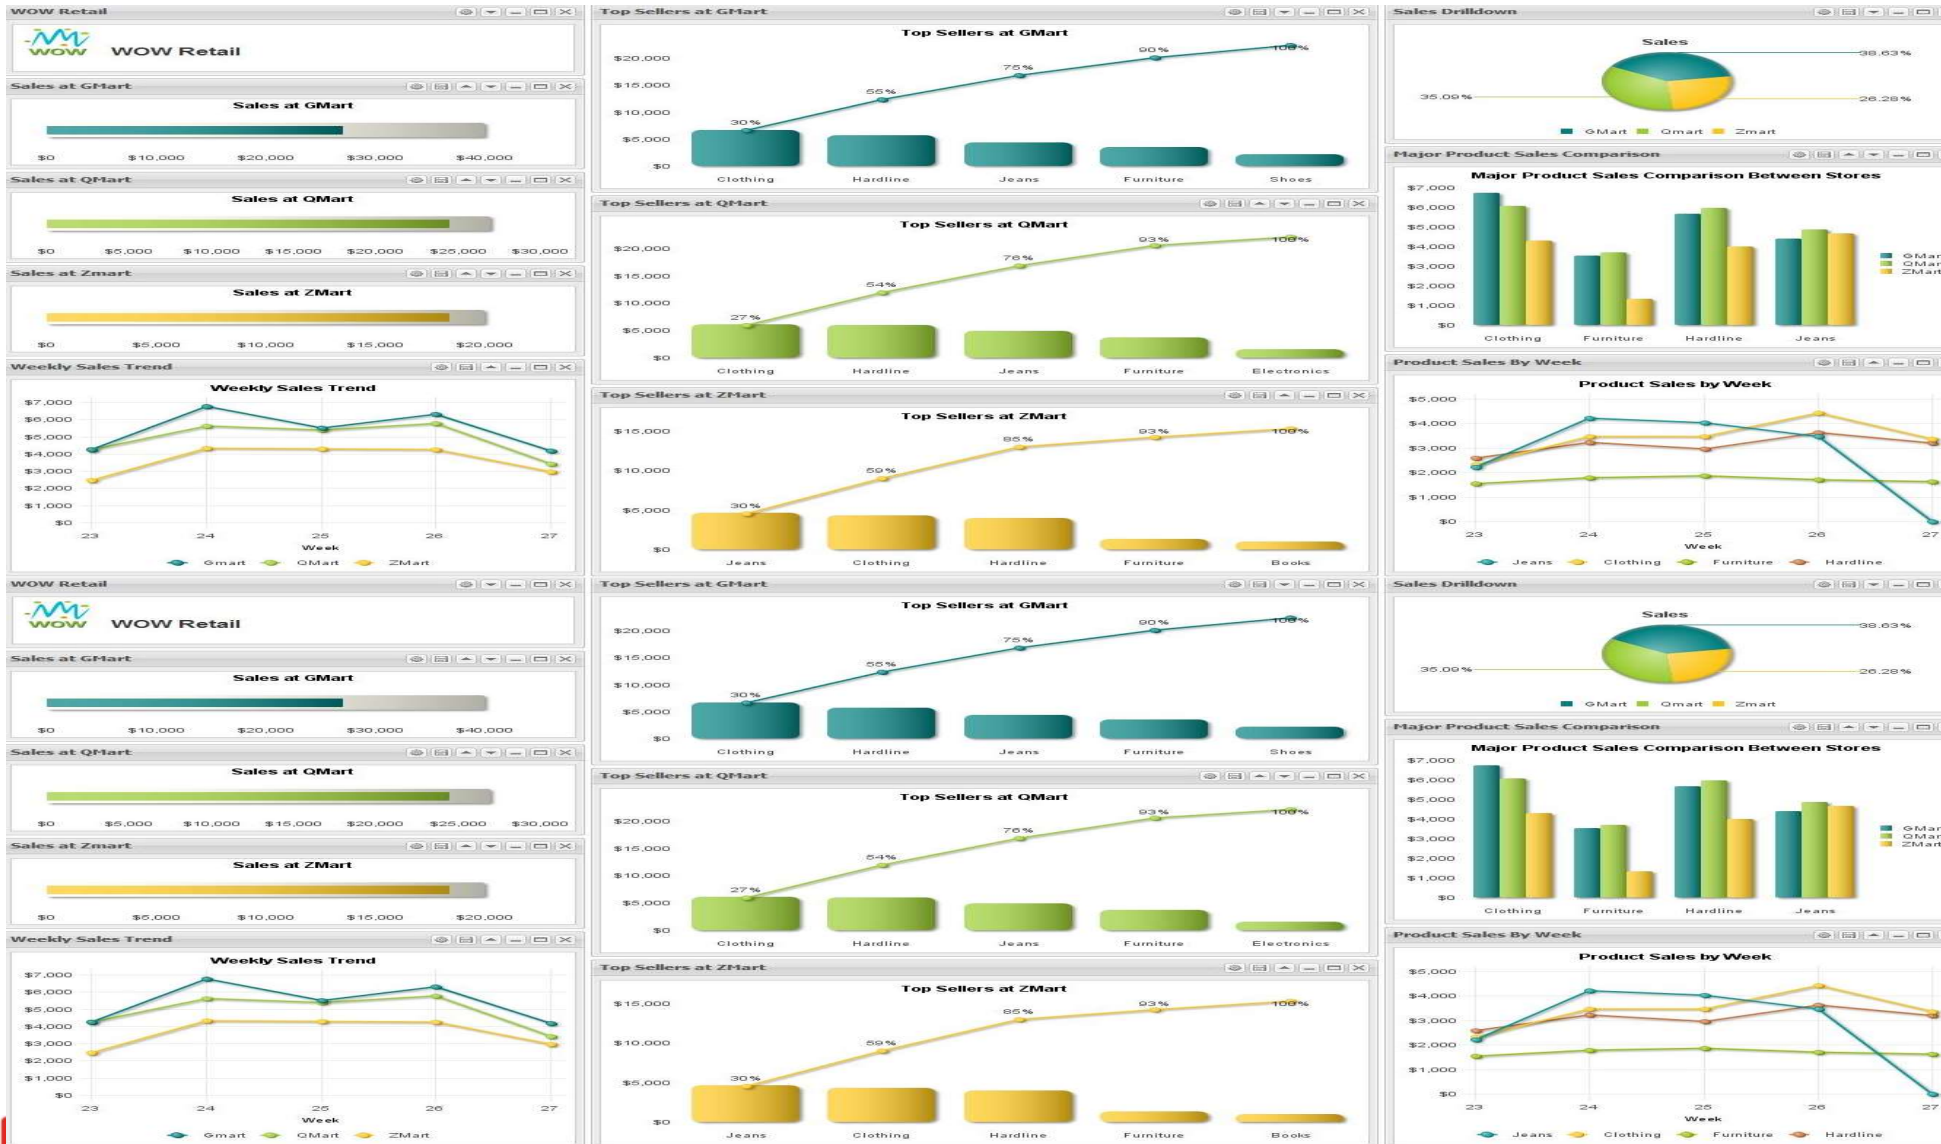 WOW Retail
WOW
WOW Retail
Sales at GMart
Sales at GMart
$0 $10,000 $20,000 $30,000 $40,000
Sales at QMart
Sales at QMart
$0 $5,000 $10,000 $15,000 $20,000 $25,000 $30,000
Sales at Zmart
Sales at ZMart
$0 $5,000 $10,000 $15,000 $20,000
Weekly Sales Trend
Weekly Sales Trend
$7,000
$6,000
$5,000
$4,000
$3,000
$2,000
$1,000
$0
23 24 25 26 27
Week
Gmart QMart ZMart
Top Sellers at GMart
Top Sellers at GMart
$20,000
$15,000
$10,000
$5,000
$0
30% 55% 75% 90% 100%
Clothing Hardline Jeans Furniture Shoes
Top Sellers at QMart
Top Sellers at QMart
$20,000
$15,000
$10,000
$5,000
$0
27% 54% 76% 93% 100%
Clothing Hardline Jeans Furniture Electronics
Top Sellers at ZMart
Top Sellers at ZMart
$15,000
$10,000
$5,000
$0
30% 59% 85% 93% 100%
Jeans Clothing Hardline Furniture Books
Sales Drilldown
Sales
38.63%
35.09%
26.28%
GMart Qmart Zmart
Major Product Sales Comparison
Major Product Sales Comparison Between Stores
$7,000
$6,000
$5,000
$4,000
$3,000
$2,000
$1,000
$0
Clothing Furniture Hardline Jeans
GMar
QMar
ZMart
Product Sales By Week
Product Sales by Week
$5,000
$4,000
$3,000
$2,000
$1,000
$0
23 24 25 26 27
Week
Jeans Clothing Furniture Hardline
WOW Retail
WOW
WOW Retail
Sales at GMart
Sales at GMart
$0 $10,000 $20,000 $30,000 $40,000
Sales at QMart
Sales at QMart
$0 $5,000 $10,000 $15,000 $20,000 $25,000 $30,000
Sales at Zmart
Sales at ZMart
$0 $5,000 $10,000 $15,000 $20,000
Weekly Sales Trend
Weekly Sales Trend
$7,000
$6,000
$5,000
$4,000
$3,000
$2,000
$1,000
$0
23 24 25 26 27
Week
Gmart QMart ZMart
Top Sellers at GMart
Top Sellers at GMart
$20,000
$15,000
$10,000
$5,000
$0
30% 55% 75% 90% 100%
Clothing Hardline Jeans Furniture Shoes
Top Sellers at QMart
Top Sellers at QMart
$20,000
$15,000
$10,000
$5,000
$0
27% 54% 76% 93% 100%
Clothing Hardline Jeans Furniture Electronics
Top Sellers at ZMart
Top Sellers at ZMart
$15,000
$10,000
$5,000
$0
30% 59% 85% 93% 100%
Jeans Clothing Hardline Furniture Books
Sales Drilldown
Sales
38.63%
35.09%
26.28%
GMart Qmart Zmart
Major Product Sales Comparison
Major Product Sales Comparison Between Stores
$7,000
$6,000
$5,000
$4,000
$3,000
$2,000
$1,000
$0
Clothing Furniture Hardline Jeans
GMar
QMar
ZMart
Product Sales By Week
Product Sales by Week
$5,000
$4,000
$3,000
$2,000
$1,000
$0
23 24 25 26 27
Week
Jeans Clothing Furniture Hardline